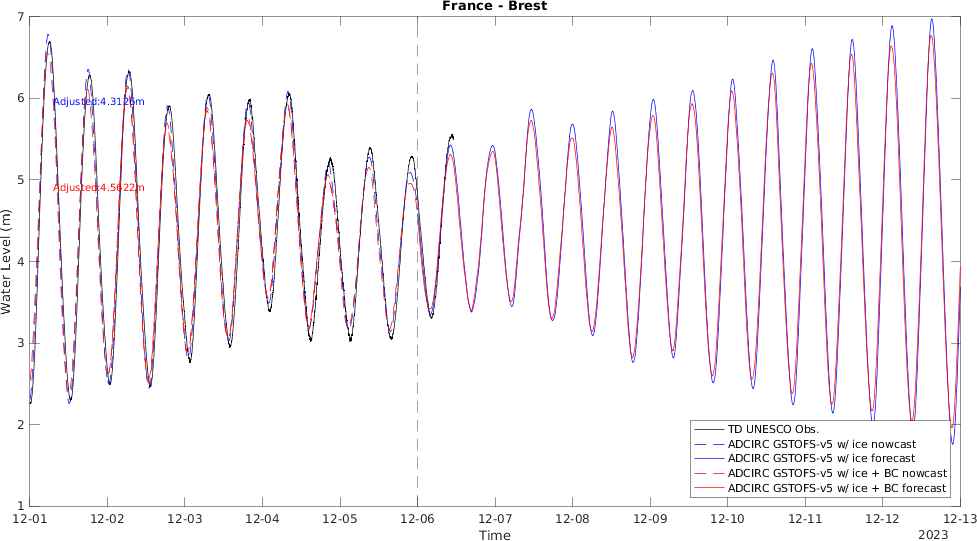 France - Brest
7
6
5
4
3
2
1
Water Level (m)
Adjusted:4.3126m
Adjusted:4.5622m
TD UNESCO Obs.
ADCIRC GSTOFS-v5 w/ ice nowcast
ADCIRC GSTOFS-v5 w/ ice forecast
ADCIRC GSTOFS-v5 w/ ice + BC nowcast
ADCIRC GSTOFS-v5 w/ ice + BC forecast
12-01 12-02 12-03 12-04 12-05 12-06 12-07 12-08 12-09 12-10 12-11 12-12 12-13
Time
2023